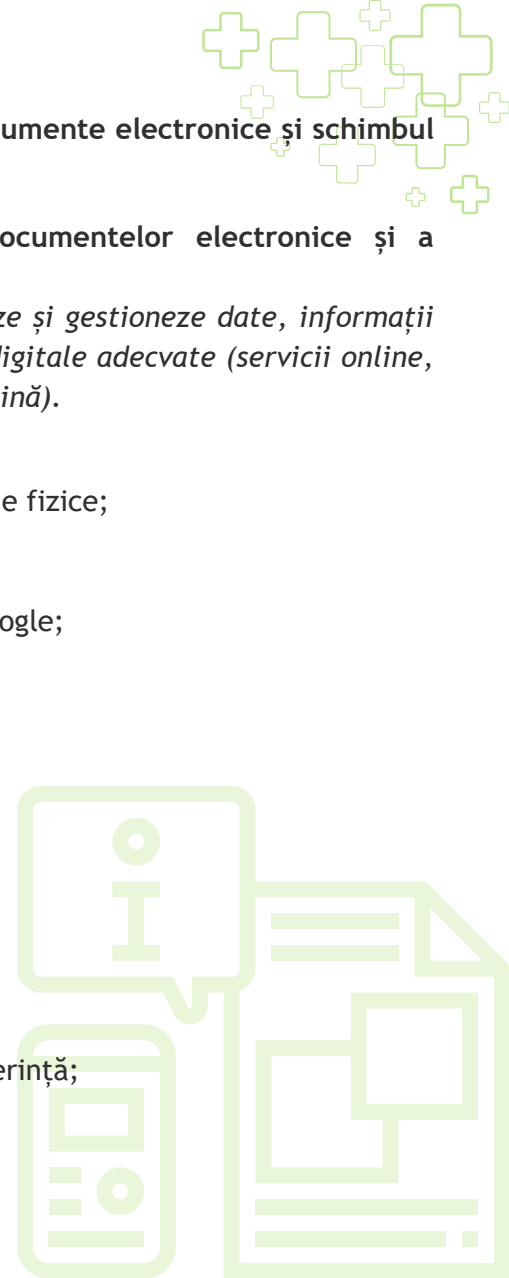 umente electronice și schimbul
ocumentelor electronice și a
ze și gestioneze date, informații
digitale adecvate (servicii online,
ină).
e fizice;
ogle;
erință;